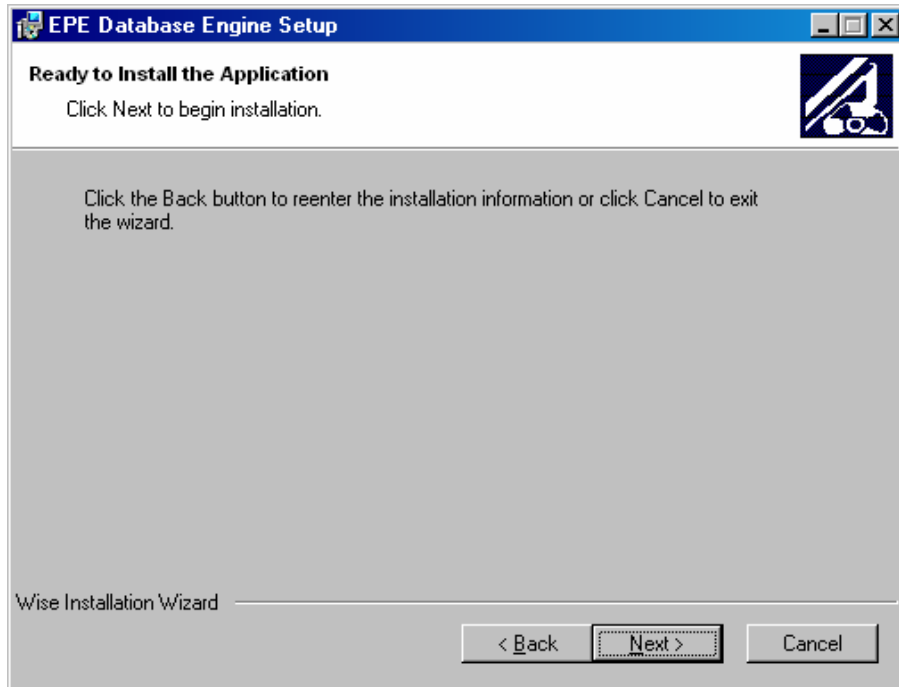 EPE Database Engine Setup
Ready to Install the Application
Click Next to begin installation.
Click the Back button to reenter the installation information or click Cancel to exit
the wizard.
Wise Installation Wizard
< Back
Next >
Cancel